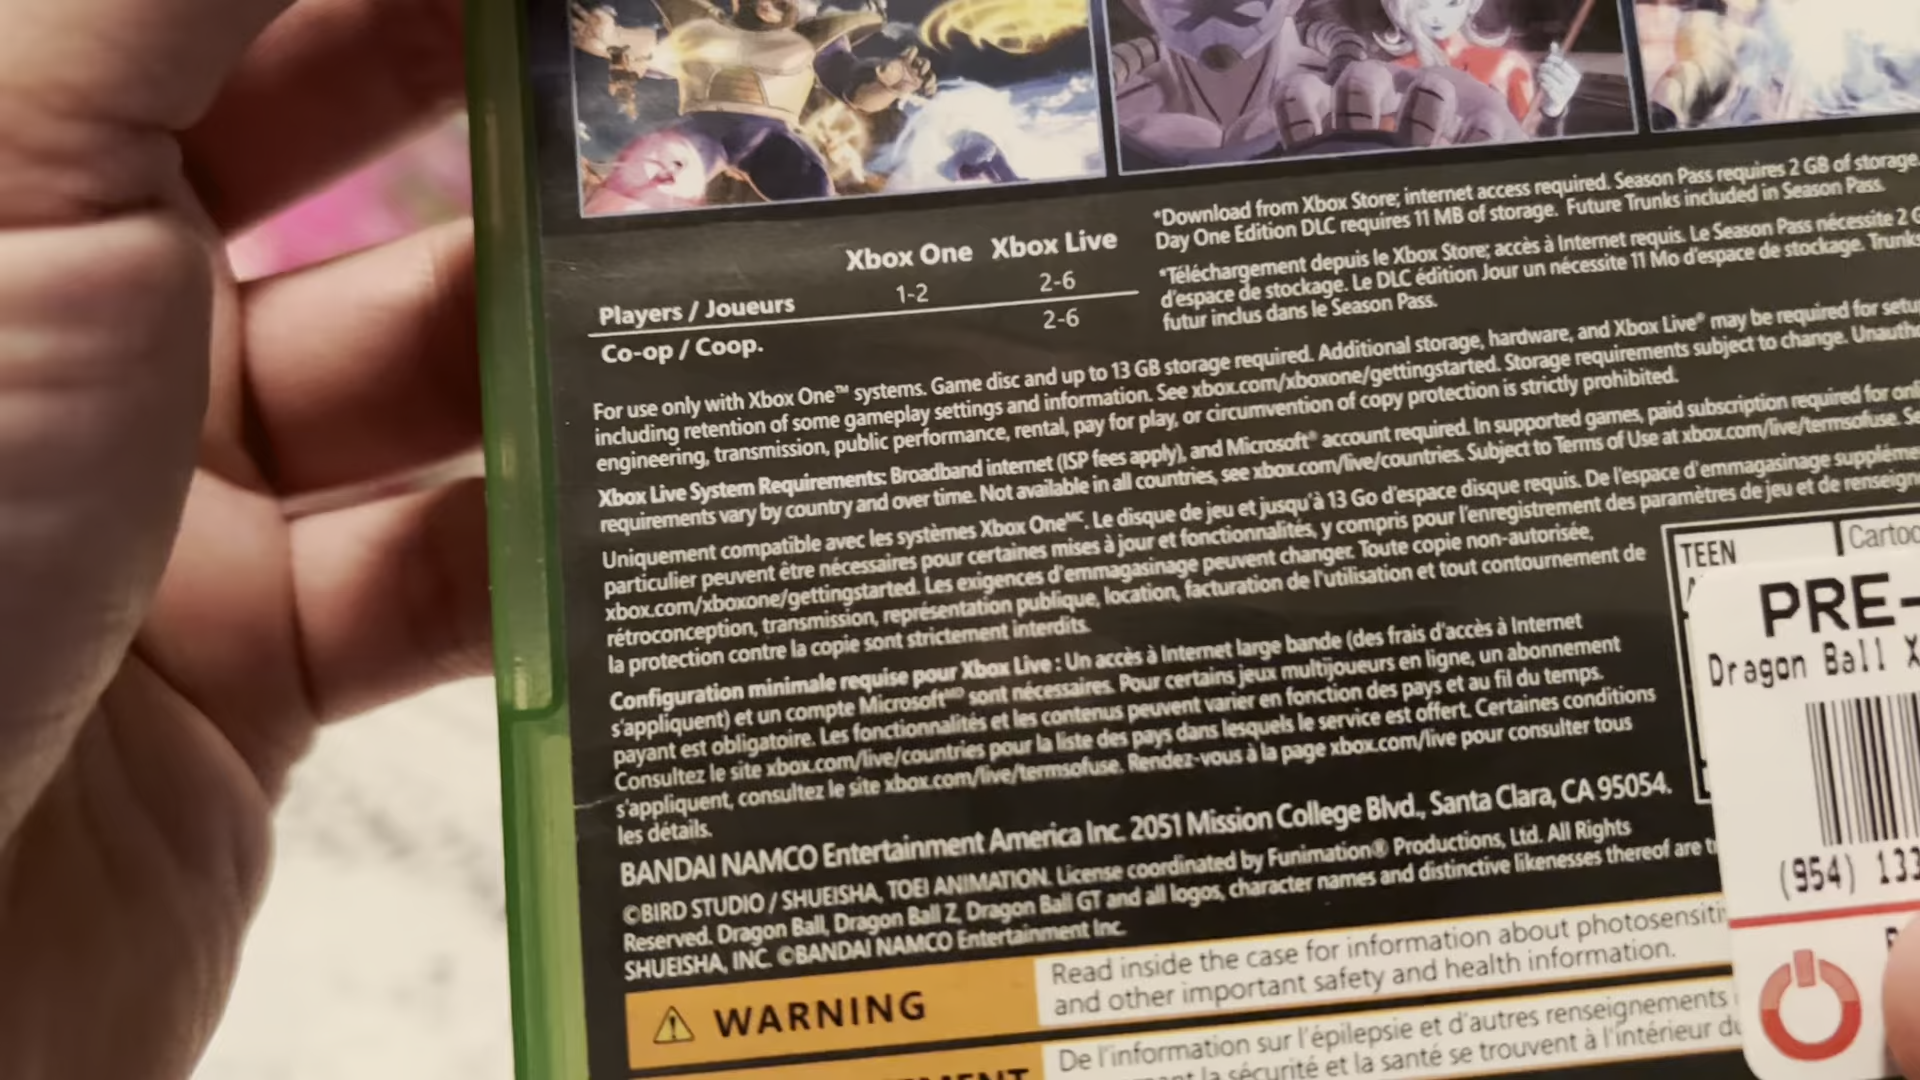 *Download from Xbox Store; internet access required. Season Pass requires 2 GB of storage.
Day One Edition DLC requires 11 MB of storage. Future Trunks included in Season Pass.
*Téléchargement depuis le Xbox Store; accès à Internet requis. Le Season Pass nécessite 2 G
d'espace de stockage. Le DLC édition Jour un nécessite 11 Mo d'espace de stockage. Trunks
futur inclus dans le Season Pass.
Xbox One Xbox Live
Players / Joueurs 1-2 2-6
Co-op / Coop. 2-6
For use only with Xbox One™ systems. Game disc and up to 13 GB storage required. Additional storage, hardware, and Xbox Live® may be required for setu
including retention of some gameplay settings and information. See xbox.com/xboxone/gettingstarted. Storage requirements subject to change. Unautho
engineering, transmission, public performance, rental, pay for play, or circumvention of copy protection is strictly prohibited.
Xbox Live System Requirements: Broadband internet (ISP fees apply), and Microsoft® account required. In supported games, paid subscription required for onli
requirements vary by country and over time. Not available in all countries, see xbox.com/live/countries. Subject to Terms of Use at xbox.com/live/termsofuse. Se
Uniquement compatible avec les systèmes Xbox Oneᴹᶜ. Le disque de jeu et jusqu'à 13 Go d'espace disque requis. De l'espace d'emmagasinage supplème
particulier peuvent être nécessaires pour certaines mises à jour et fonctionnalités, y compris pour l'enregistrement des paramètres de jeu et de renseign
xbox.com/xboxone/gettingstarted. Les exigences d'emmagasinage peuvent changer. Toute copie non-autorisée,
rétroconception, transmission, représentation publique, location, facturation de l'utilisation et tout contournement de
la protection contre la copie sont strictement interdits.
Configuration minimale requise pour Xbox Live : Un accès à Internet large bande (des frais d'accès à Internet
s'appliquent) et un compte Microsoftᴹᴰ sont nécessaires. Pour certains jeux multijoueurs en ligne, un abonnement
payant est obligatoire. Les fonctionnalités et les contenus peuvent varier en fonction des pays et au fil du temps.
Consultez le site xbox.com/live/countries pour la liste des pays dans lesquels le service est offert. Certaines conditions
s'appliquent, consultez le site xbox.com/live/termsofuse. Rendez-vous à la page xbox.com/live pour consulter tous
les détails.
BANDAI NAMCO Entertainment America Inc. 2051 Mission College Blvd., Santa Clara, CA 95054.
©BIRD STUDIO / SHUEISHA, TOEI ANIMATION. License coordinated by Funimation® Productions, Ltd. All Rights
Reserved. Dragon Ball, Dragon Ball Z, Dragon Ball GT and all logos, character names and distinctive likenesses thereof are t
SHUEISHA, INC. ©BANDAI NAMCO Entertainment Inc.
TEEN
Cartoo
PRE-
Dragon Ball X
(954) 133
WARNING
Read inside the case for information about photosensiti
and other important safety and health information.
De l'information sur l'épilepsie et d'autres renseignements
la sécurité et la santé se trouvent à l'intérieur du